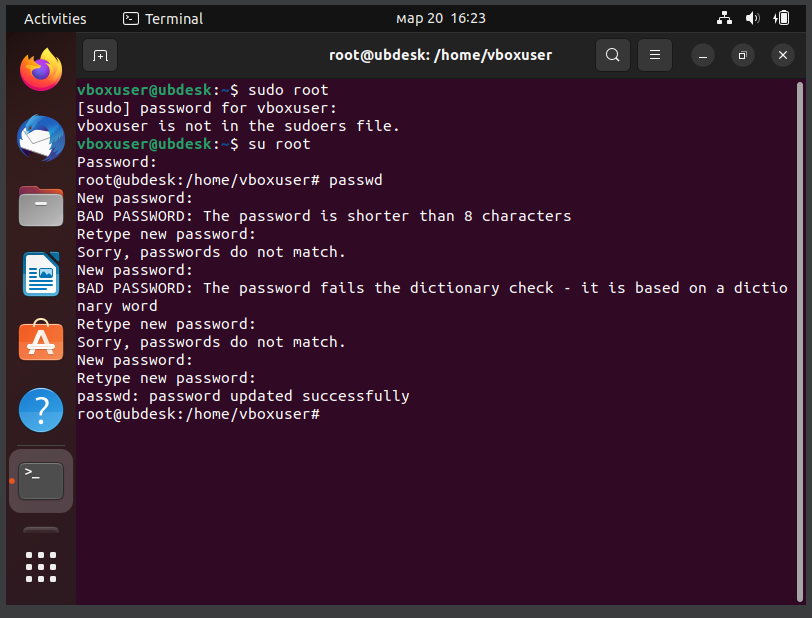 Activities Terminal мар 20 16:23
root@ubdesk: /home/vboxuser
vboxuser@ubdesk:~$ sudo root
[sudo] password for vboxuser:
vboxuser is not in the sudoers file.
vboxuser@ubdesk:~$ su root
Password:
root@ubdesk:/home/vboxuser# passwd
New password:
BAD PASSWORD: The password is shorter than 8 characters
Retype new password:
Sorry, passwords do not match.
New password:
BAD PASSWORD: The password fails the dictionary check - it is based on a dictio
nary word
Retype new password:
Sorry, passwords do not match.
New password:
Retype new password:
passwd: password updated successfully
root@ubdesk:/home/vboxuser#